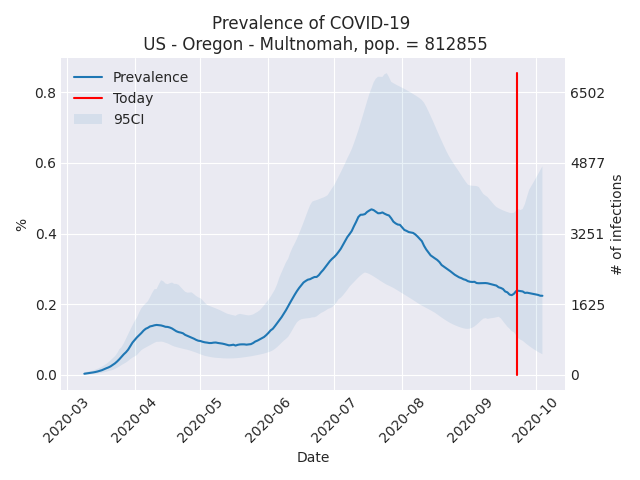 Prevalence of COVID-19
US - Oregon - Multnomah, pop. = 812855
Prevalence
Today
95CI
0.8
0.6
0.4
0.2
0.0
%
6502
4877
3251
1625
0
# of infections
2020-03
2020-04
2020-05
2020-06
2020-07
2020-08
2020-09
2020-10
Date